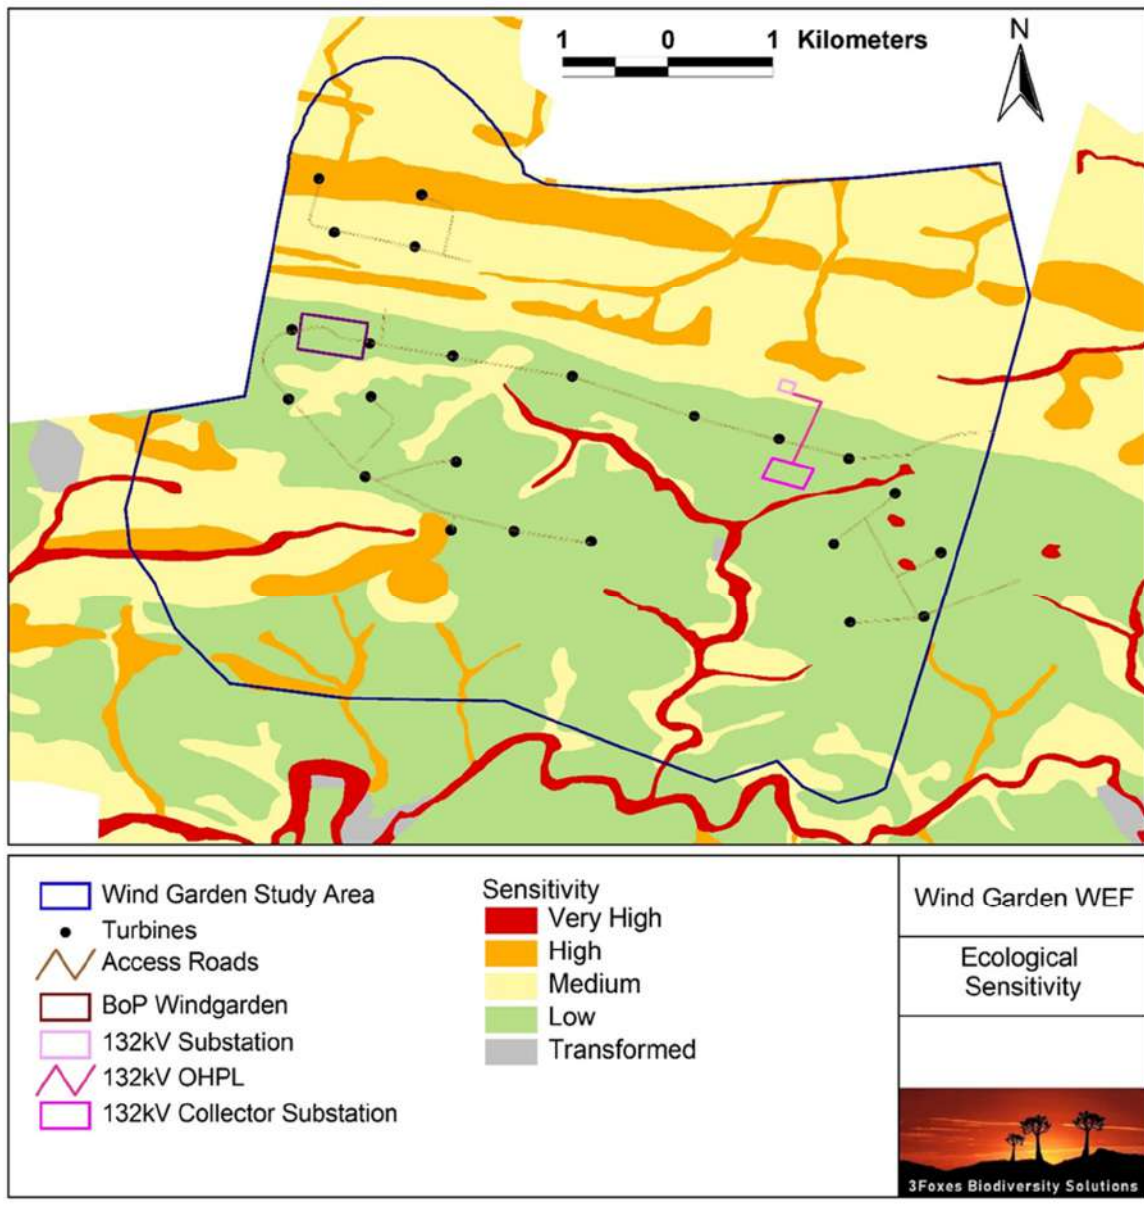 1 0 1 Kilometers
N
Wind Garden Study Area
Turbines
Access Roads
BoP Windgarden
132kV Substation
132kV OHPL
132kV Collector Substation
Sensitivity
Very High
High
Medium
Low
Transformed
Wind Garden WEF
Ecological
Sensitivity
3Foxes Biodiversity Solutions